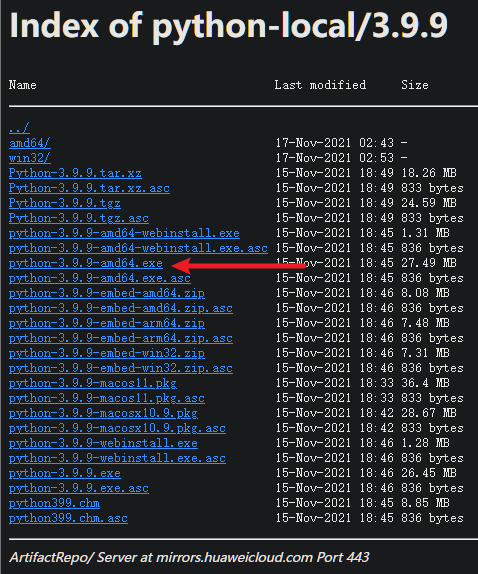 Index of python-local/3.9.9
Name Last modified Size
../
amd64/ 17-Nov-2021 02:43 -
win32/ 17-Nov-2021 02:53 -
Python-3.9.9.tar.xz 15-Nov-2021 18:49 18.26 MB
Python-3.9.9.tar.xz.asc 15-Nov-2021 18:49 833 bytes
Python-3.9.9.tgz 15-Nov-2021 18:49 24.59 MB
Python-3.9.9.tgz.asc 15-Nov-2021 18:49 833 bytes
python-3.9.9-amd64-webinstall.exe 15-Nov-2021 18:45 1.31 MB
python-3.9.9-amd64-webinstall.exe.asc 15-Nov-2021 18:45 836 bytes
python-3.9.9-amd64.exe 15-Nov-2021 18:45 27.49 MB
python-3.9.9-amd64.exe.asc 15-Nov-2021 18:45 836 bytes
python-3.9.9-embed-amd64.zip 15-Nov-2021 18:46 8.08 MB
python-3.9.9-embed-amd64.zip.asc 15-Nov-2021 18:46 836 bytes
python-3.9.9-embed-arm64.zip 15-Nov-2021 18:46 7.48 MB
python-3.9.9-embed-arm64.zip.asc 15-Nov-2021 18:46 836 bytes
python-3.9.9-embed-win32.zip 15-Nov-2021 18:46 7.31 MB
python-3.9.9-embed-win32.zip.asc 15-Nov-2021 18:46 836 bytes
python-3.9.9-macos11.pkg 15-Nov-2021 18:33 36.4 MB
python-3.9.9-macos11.pkg.asc 15-Nov-2021 18:33 833 bytes
python-3.9.9-macosx10.9.pkg 15-Nov-2021 18:42 28.67 MB
python-3.9.9-macosx10.9.pkg.asc 15-Nov-2021 18:42 833 bytes
python-3.9.9-webinstall.exe 15-Nov-2021 18:46 1.28 MB
python-3.9.9-webinstall.exe.asc 15-Nov-2021 18:46 836 bytes
python-3.9.9.exe 15-Nov-2021 18:46 26.45 MB
python-3.9.9.exe.asc 15-Nov-2021 18:46 836 bytes
python399.chm 15-Nov-2021 18:45 8.85 MB
python399.chm.asc 15-Nov-2021 18:45 836 bytes
ArtifactRepo/ Server at mirrors.huaweicloud.com Port 443